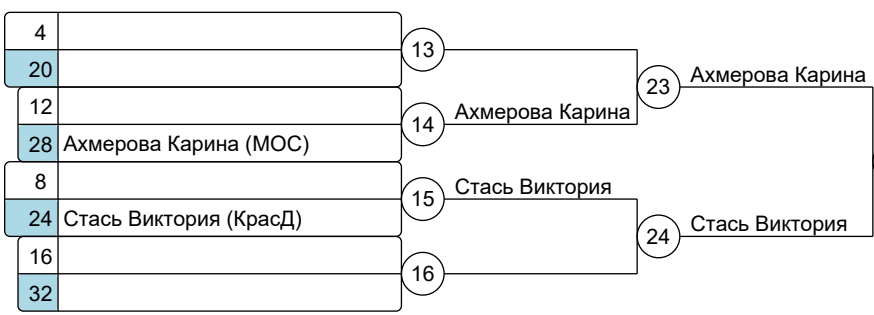 4
20
13
12
28 Ахмерова Карина (МОС)
14 Ахмерова Карина
23 Ахмерова Карина
8
24 Стась Виктория (КрасД)
15 Стась Виктория
16
32
16
24 Стась Виктория